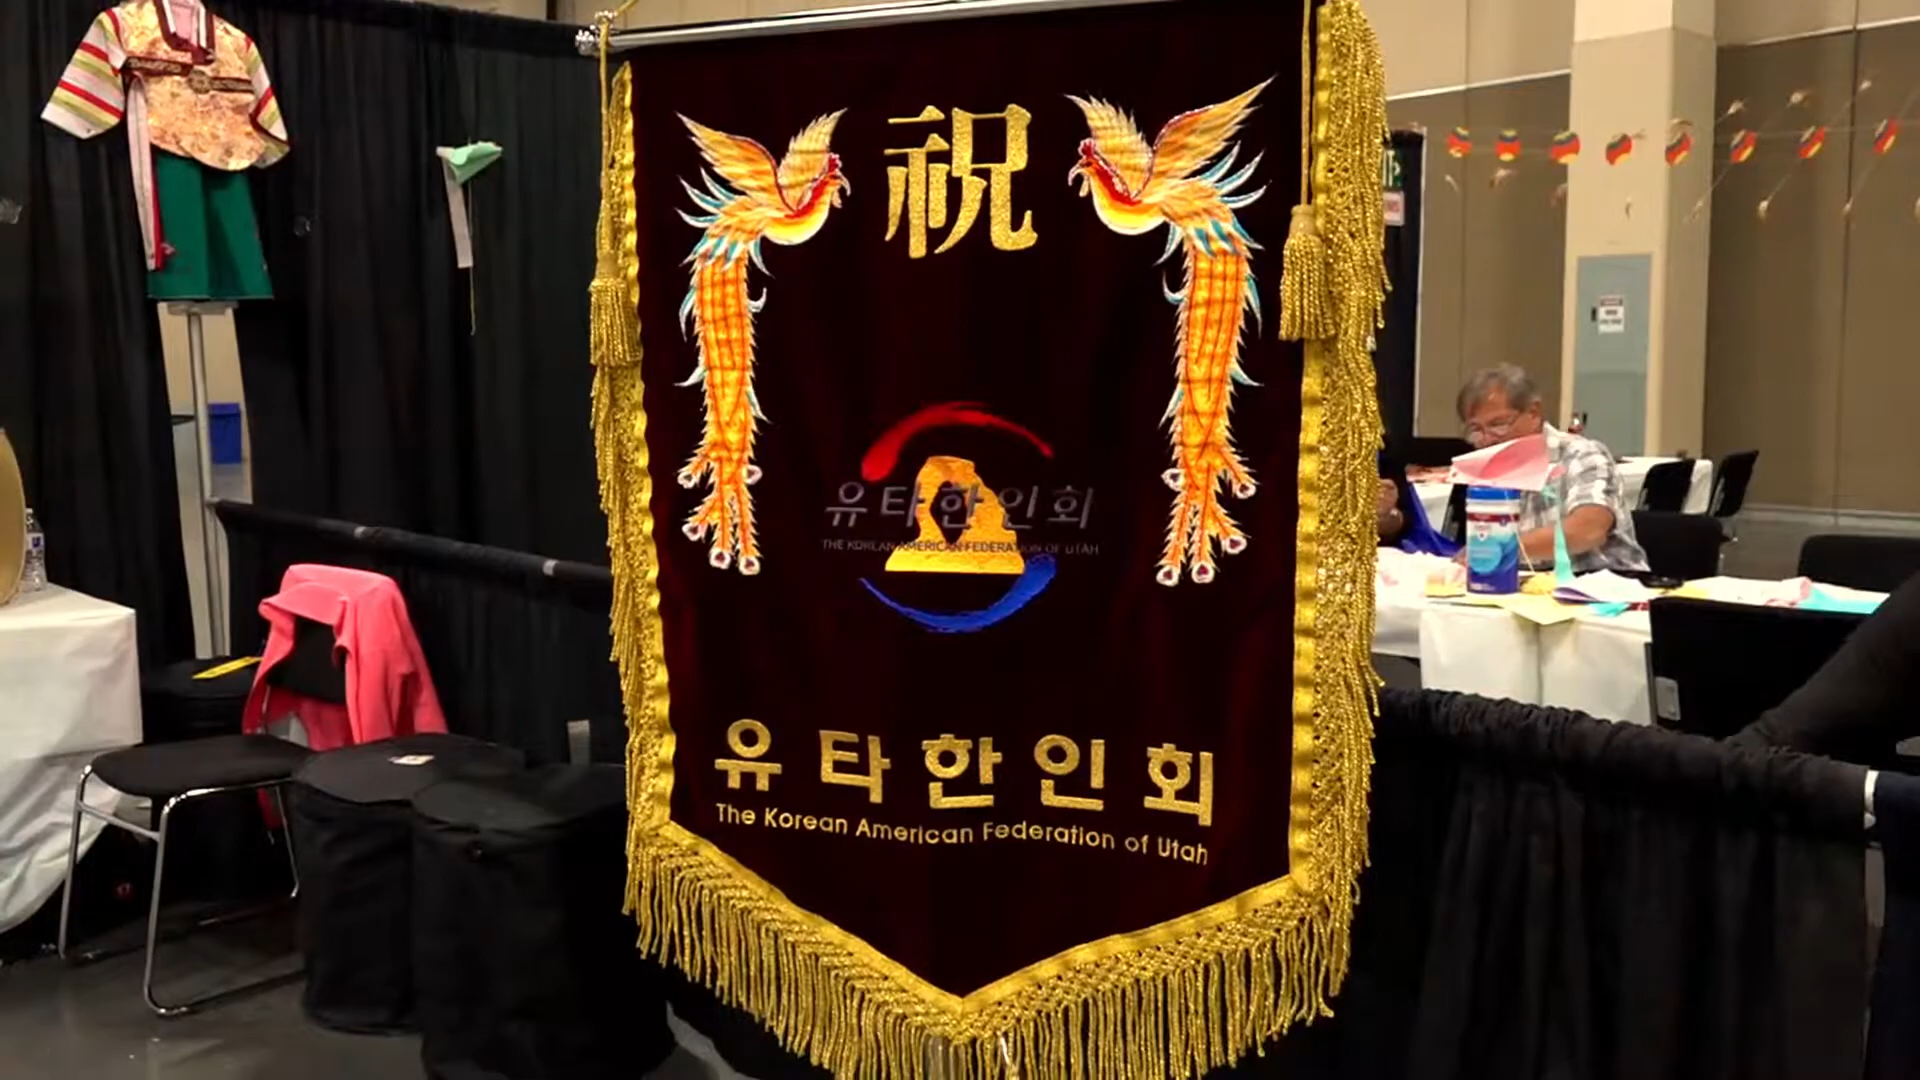 祝
유타한인회
THE KOREAN AMERICAN FEDERATION OF UTAH
유타한인회
The Korean American Federation of Utah